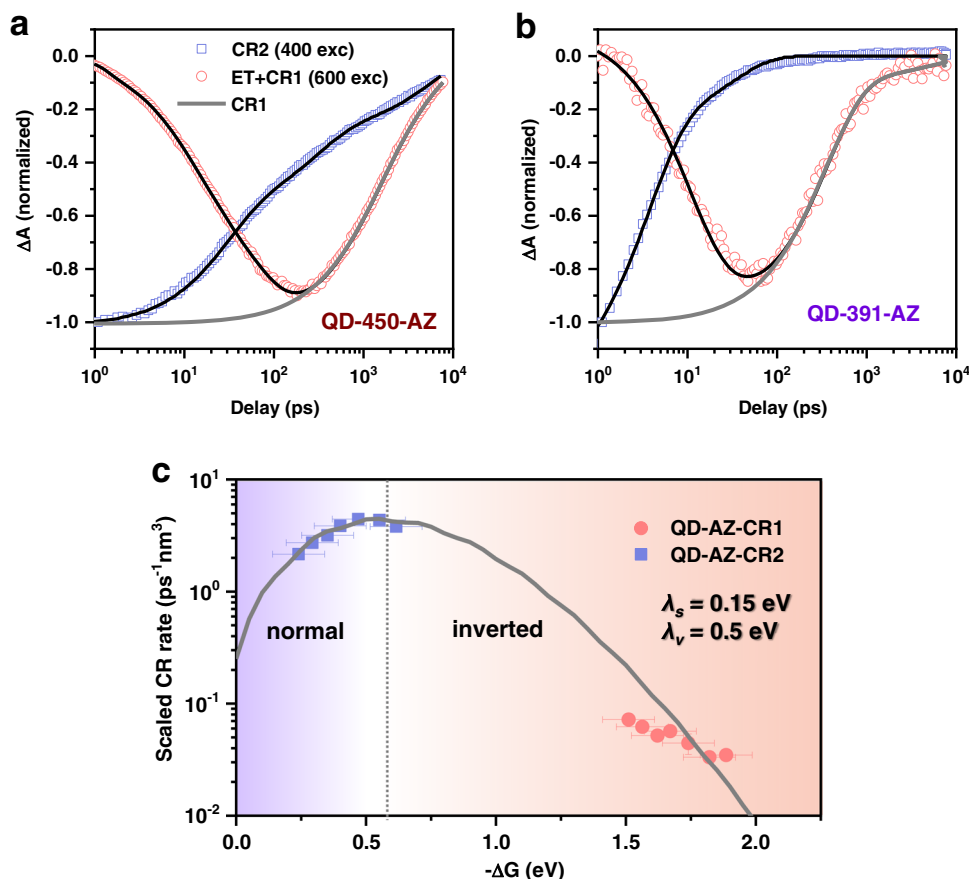 a
0.0
-0.2
-0.4
-0.6
-0.8
-1.0
ΔA (normalized)
CR2 (400 exc)
ET+CR1 (600 exc)
CR1
QD-450-AZ
10⁰ 10¹ 10² 10³ 10⁴
Delay (ps)
b
0.0
-0.2
-0.4
-0.6
-0.8
-1.0
ΔA (normalized)
QD-391-AZ
10⁰ 10¹ 10² 10³ 10⁴
Delay (ps)
c
10¹
10⁰
10⁻¹
10⁻²
Scaled CR rate (ps⁻¹nm³)
QD-AZ-CR1
QD-AZ-CR2
λₛ = 0.15 eV
λᵥ = 0.5 eV
normal
inverted
0.0 0.5 1.0 1.5 2.0
-ΔG (eV)